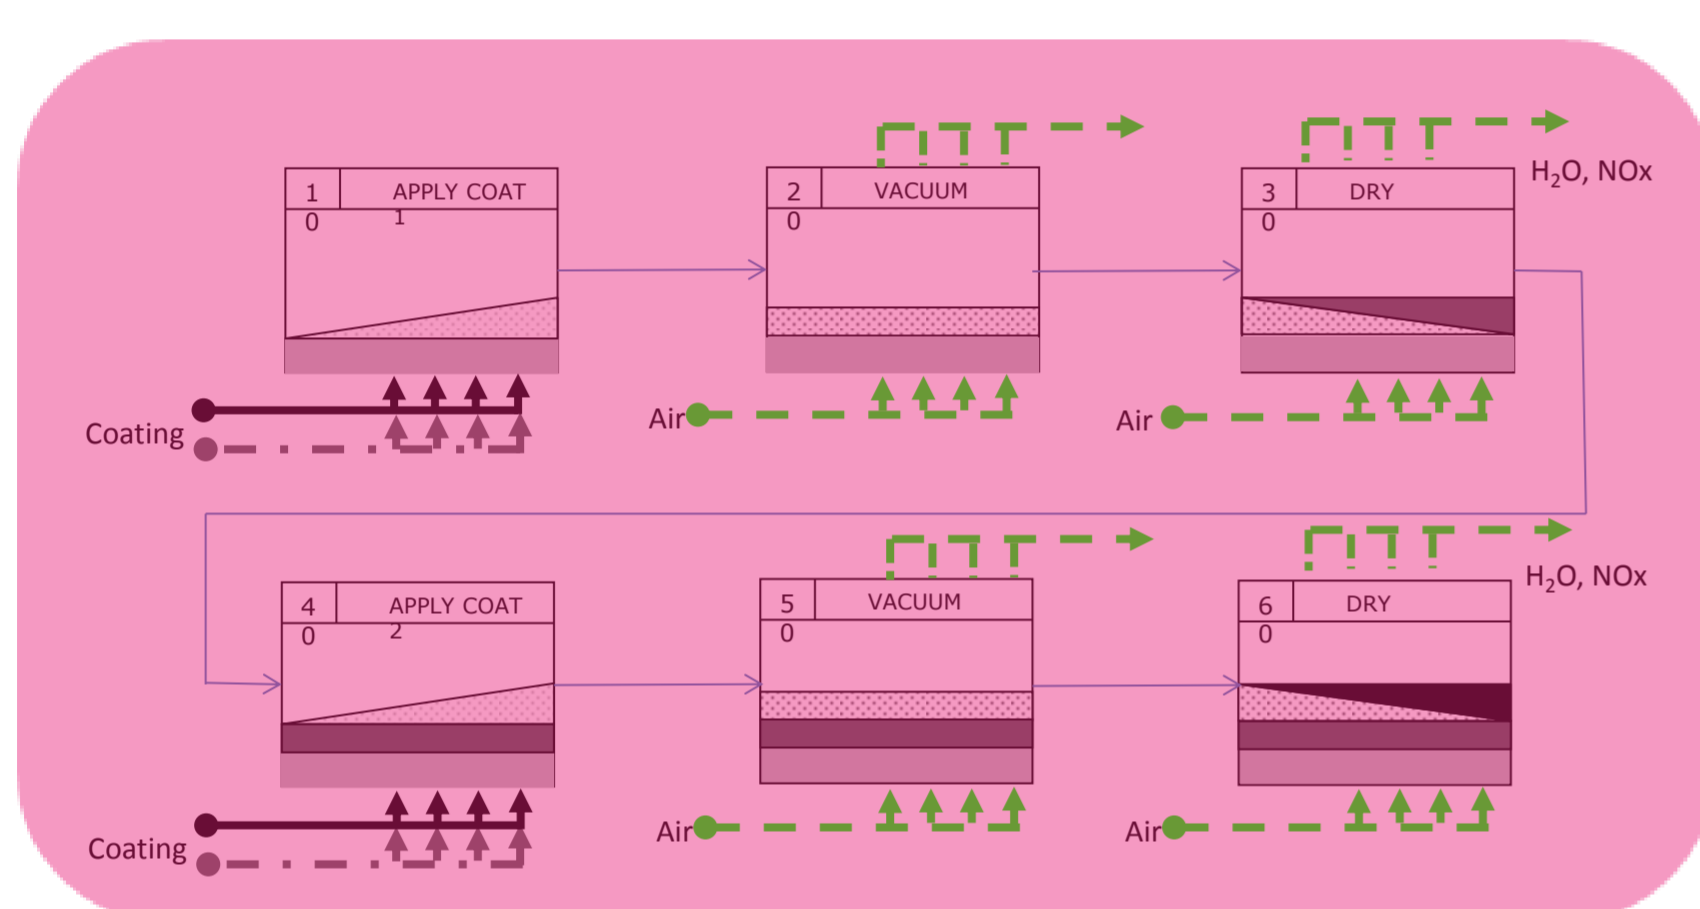 1 APPLY COAT
0 1
2 VACUUM
0
3 DRY
0
H₂O, NOx
Coating
Air
Air
4 APPLY COAT
0 2
5 VACUUM
0
6 DRY
0
H₂O, NOx
Coating
Air
Air